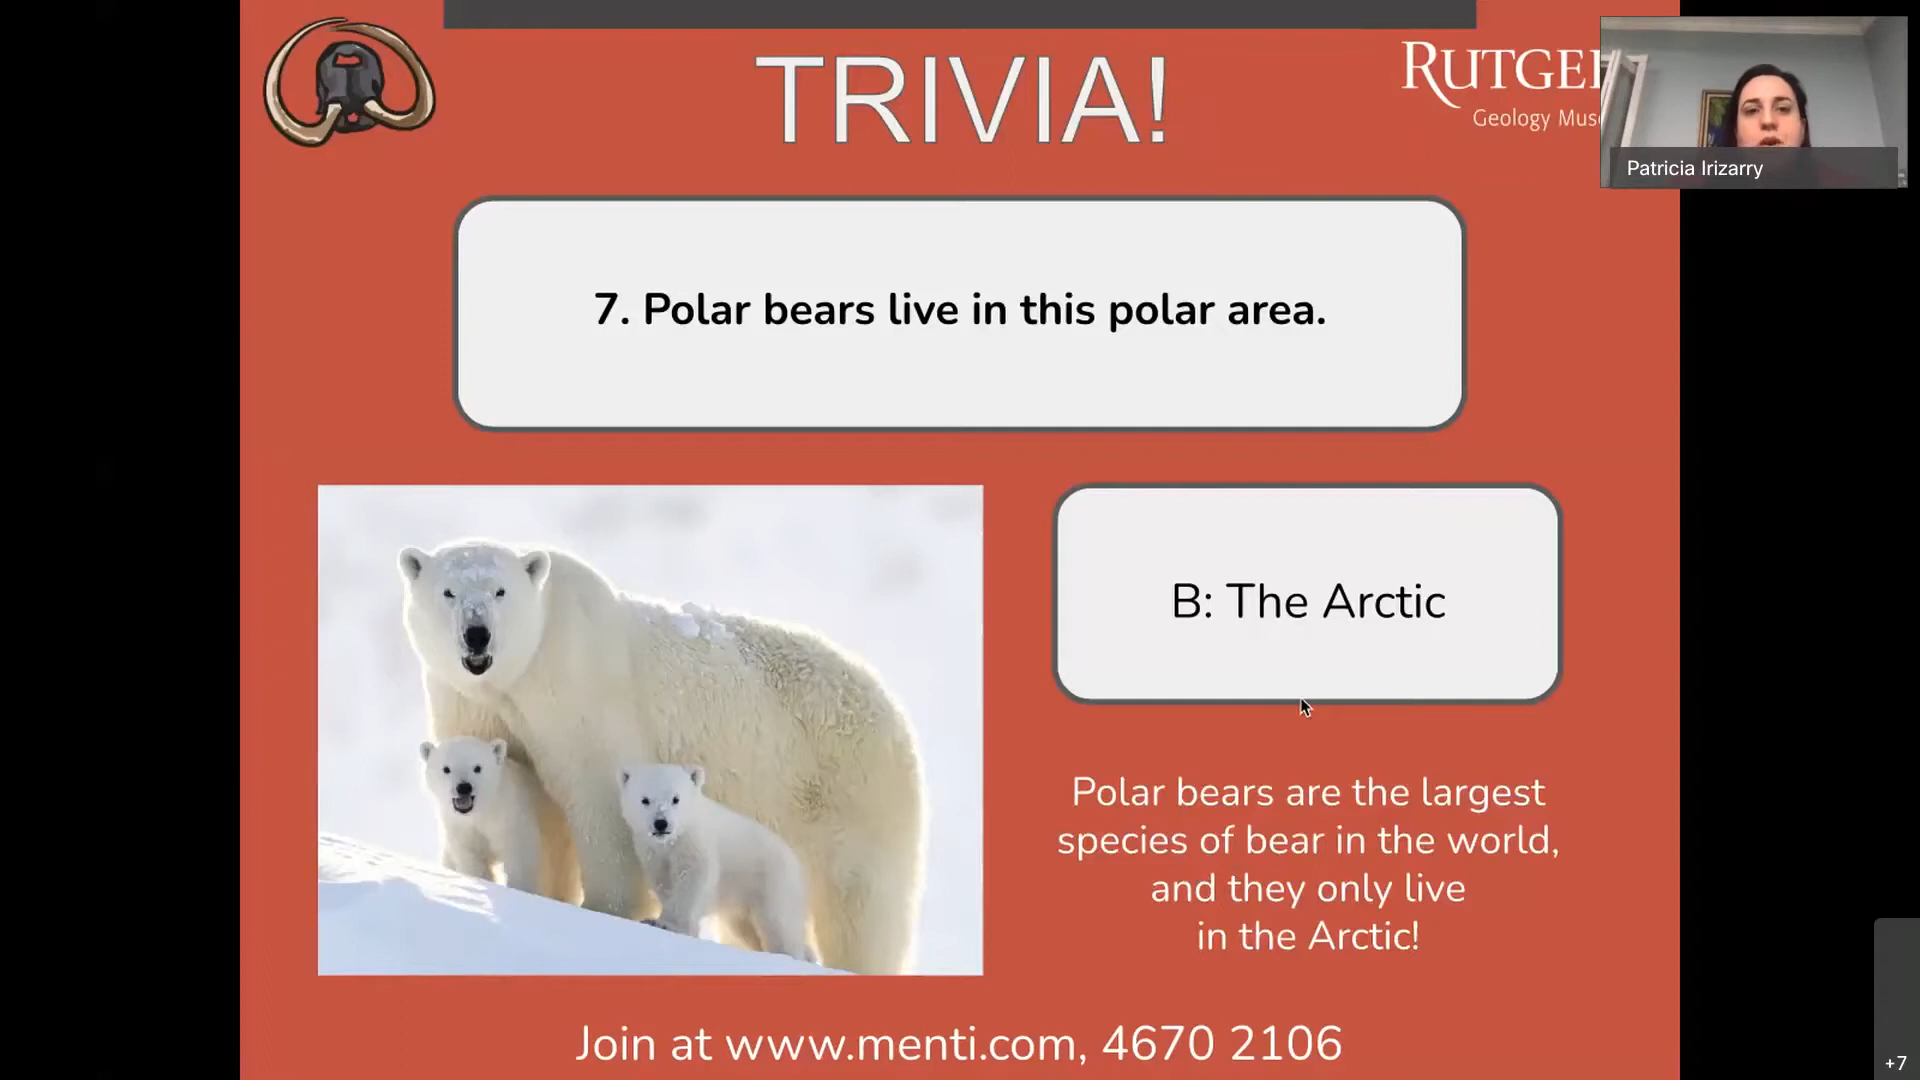 TRIVIA!
RUTGE
Geology Mus
Patricia Irizarry
7. Polar bears live in this polar area.
B: The Arctic
Polar bears are the largest
species of bear in the world,
and they only live
in the Arctic!
Join at www.menti.com, 4670 2106
+7